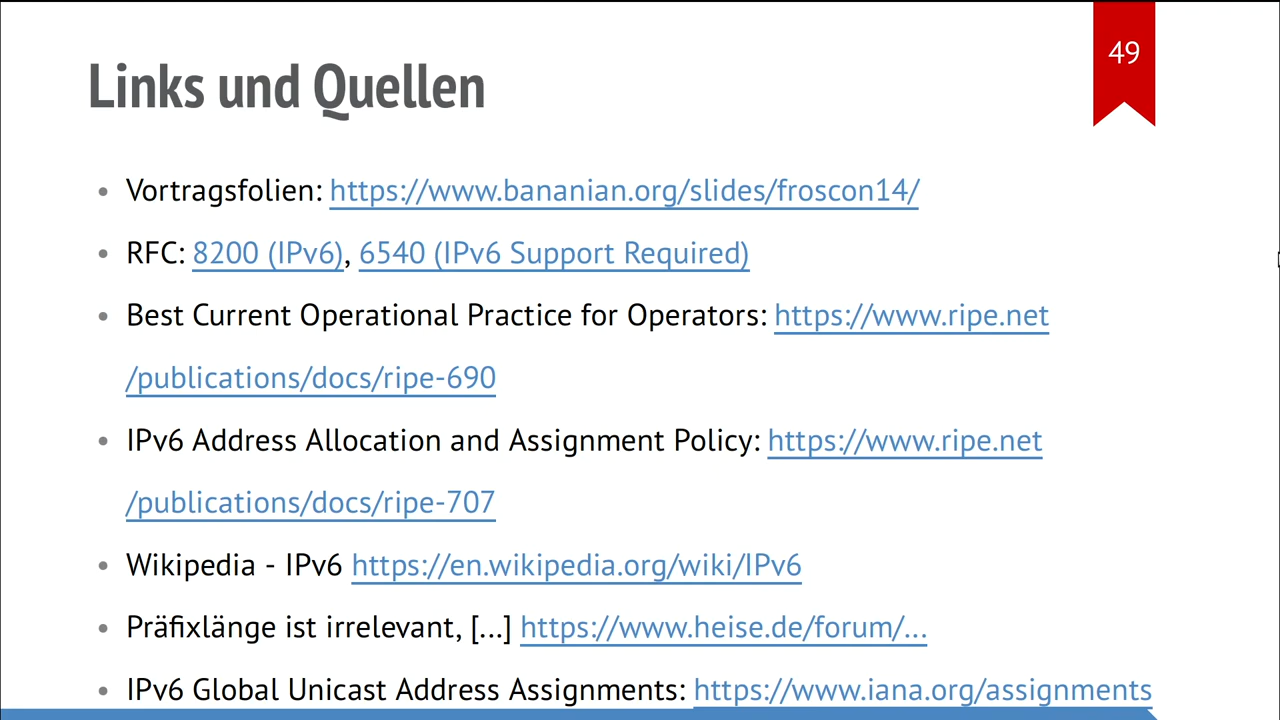 49
Links und Quellen
• Vortragsfolien: https://www.bananian.org/slides/froscon14/
• RFC: 8200 (IPv6), 6540 (IPv6 Support Required)
• Best Current Operational Practice for Operators: https://www.ripe.net
/publications/docs/ripe-690
• IPv6 Address Allocation and Assignment Policy: https://www.ripe.net
/publications/docs/ripe-707
• Wikipedia - IPv6 https://en.wikipedia.org/wiki/IPv6
• Präfixlänge ist irrelevant, [...] https://www.heise.de/forum/...
• IPv6 Global Unicast Address Assignments: https://www.iana.org/assignments